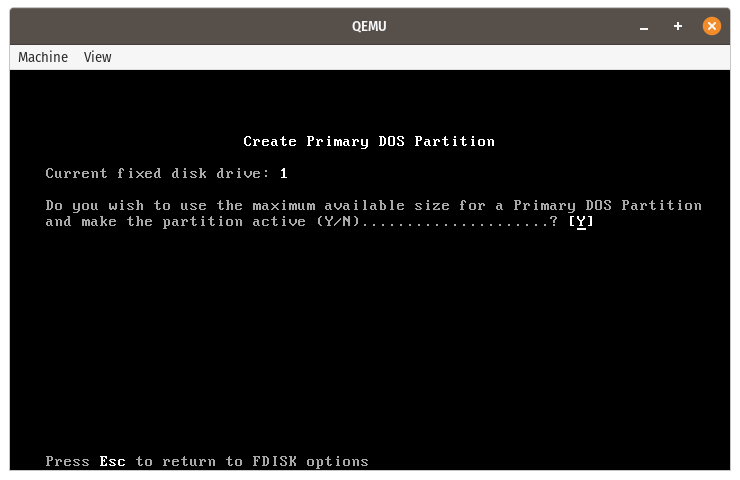 QEMU
Machine View
Create Primary DOS Partition
Current fixed disk drive: 1
Do you wish to use the maximum available size for a Primary DOS Partition
and make the partition active (Y/N).....................? [Y]
Press Esc to return to FDISK options